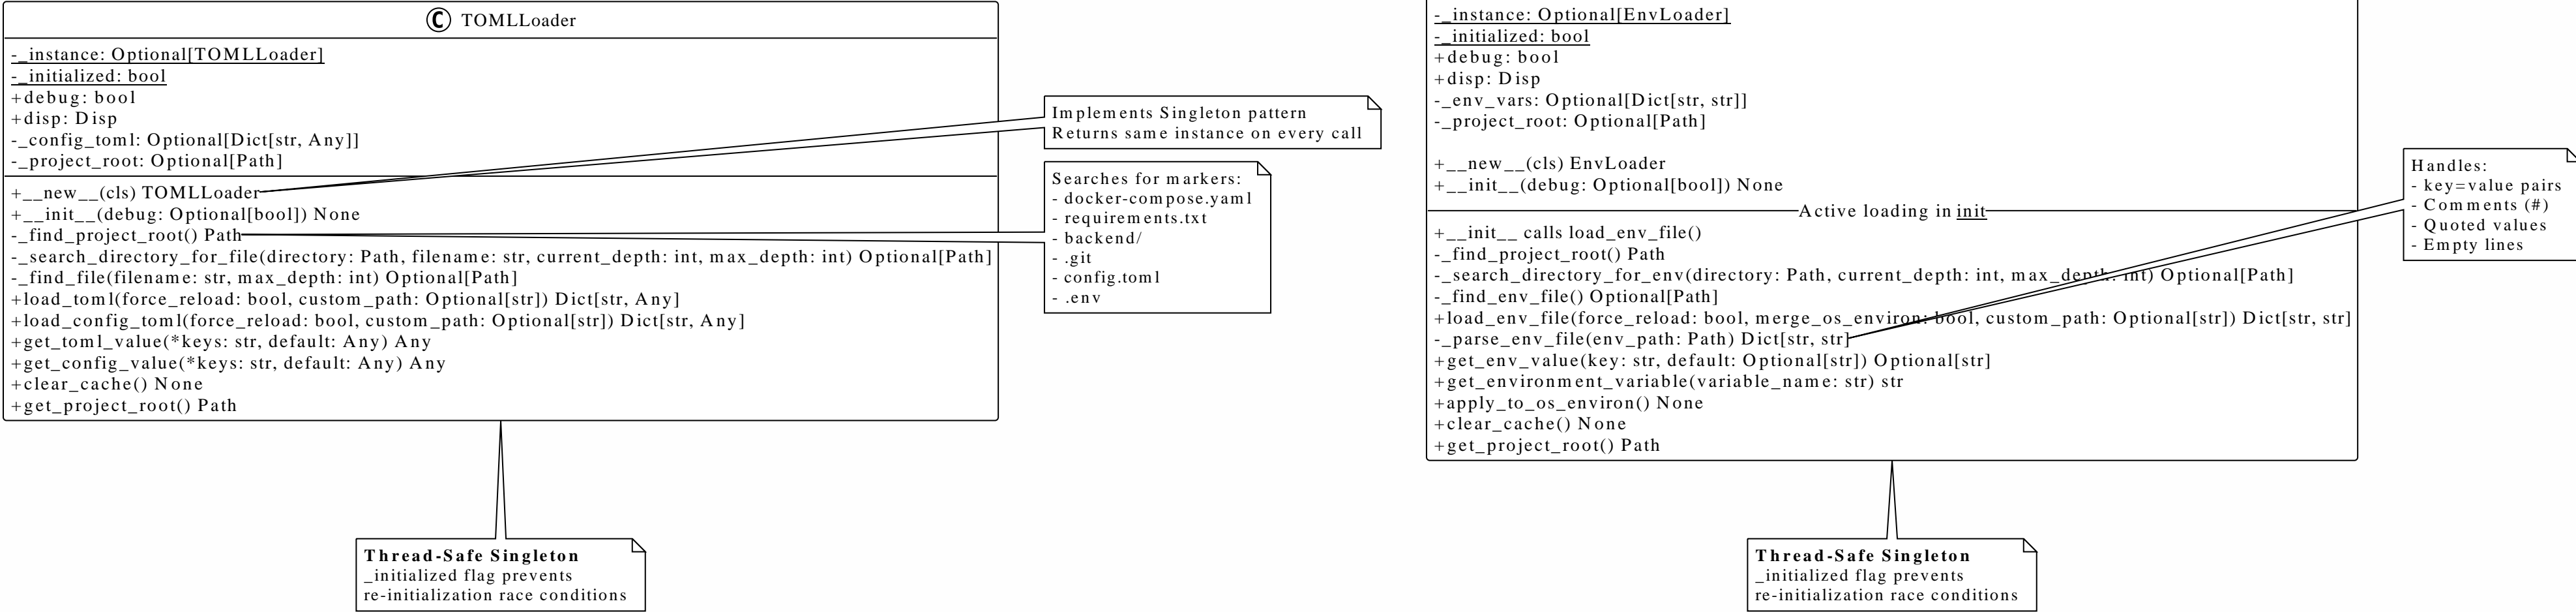 C TOMLLoader
-_instance: Optional[TOMLLoader]
-_initialized: bool
+debug: bool
+disp: Disp
-_config_toml: Optional[Dict[str, Any]]
-_project_root: Optional[Path]
+__new__(cls) TOMLLoader
+__init__(debug: Optional[bool]) None
-_find_project_root() Path
-_search_directory_for_file(directory: Path, filename: str, current_depth: int, max_depth: int) Optional[Path]
-_find_file(filename: str, max_depth: int) Optional[Path]
+load_toml(force_reload: bool, custom_path: Optional[str]) Dict[str, Any]
+load_config_toml(force_reload: bool, custom_path: Optional[str]) Dict[str, Any]
+get_toml_value(*keys: str, default: Any) Any
+get_config_value(*keys: str, default: Any) Any
+clear_cache() None
+get_project_root() Path
Implements Singleton pattern
Returns same instance on every call
Searches for markers:
- docker-compose.yaml
- requirements.txt
- backend/
- .git
- config.toml
- .env
Thread-Safe Singleton
_initialized flag prevents
re-initialization race conditions
-_instance: Optional[EnvLoader]
-_initialized: bool
+debug: bool
+disp: Disp
-_env_vars: Optional[Dict[str, str]]
-_project_root: Optional[Path]
+__new__(cls) EnvLoader
+__init__(debug: Optional[bool]) None
Active loading in init
+__init__ calls load_env_file()
-_find_project_root() Path
-_search_directory_for_env(directory: Path, current_depth: int, max_depth: int) Optional[Path]
-_find_env_file() Optional[Path]
+load_env_file(force_reload: bool, merge_os_environ: bool, custom_path: Optional[str]) Dict[str, str]
-_parse_env_file(env_path: Path) Dict[str, str]
+get_env_value(key: str, default: Optional[str]) Optional[str]
+get_environment_variable(variable_name: str) str
+apply_to_os_environ() None
+clear_cache() None
+get_project_root() Path
Handles:
- key=value pairs
- Comments (#)
- Quoted values
- Empty lines
Thread-Safe Singleton
_initialized flag prevents
re-initialization race conditions